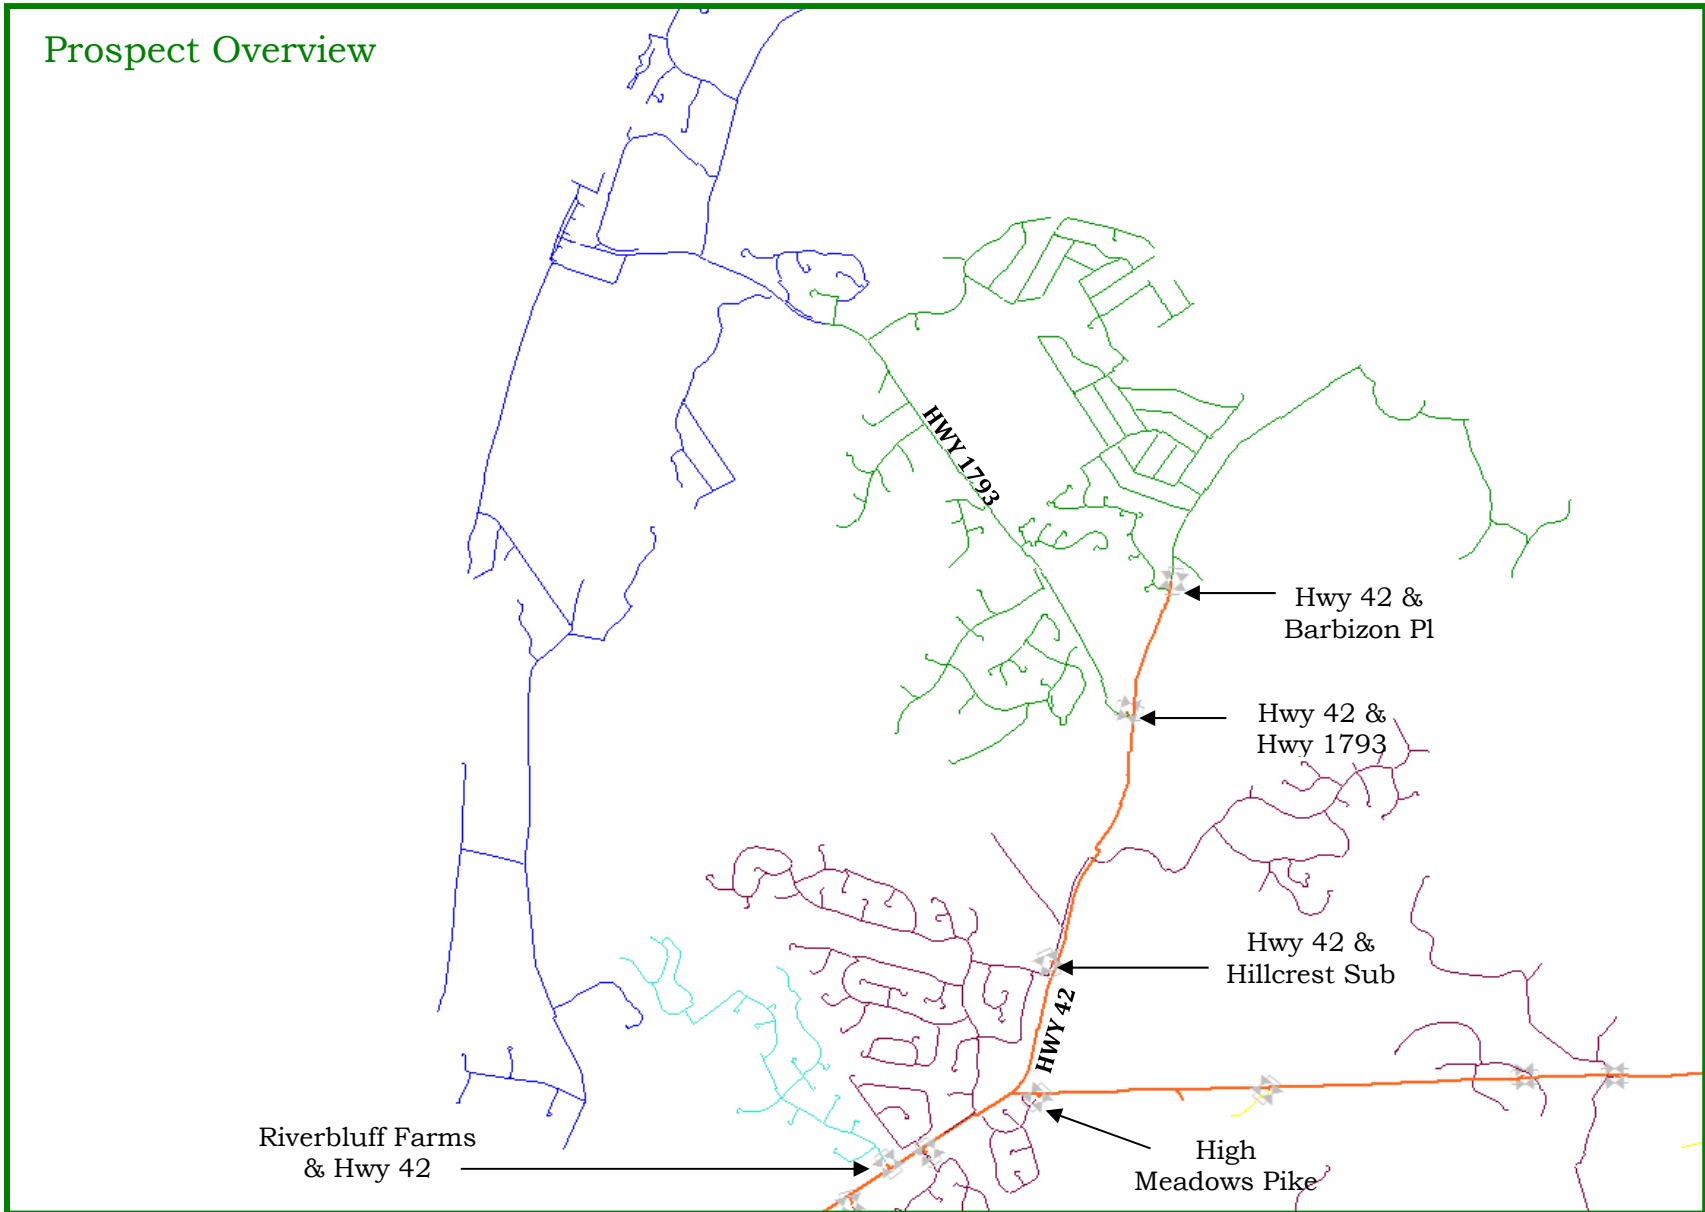 Prospect Overview
HWY 1793
Hwy 42 &
Barbizon Pl
Hwy 42 &
Hwy 1793
Hwy 42 &
Hillcrest Sub
HWY 42
Riverbluff Farms
& Hwy 42
High
Meadows Pike